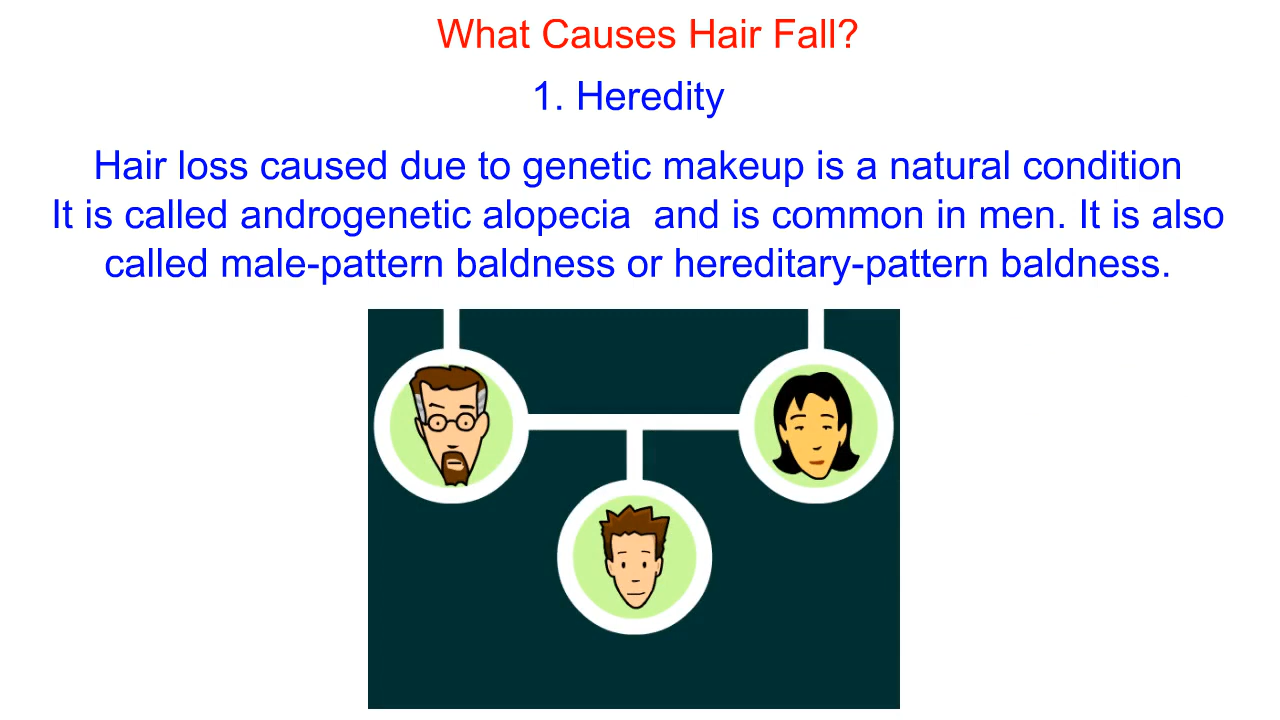 What Causes Hair Fall?
1. Heredity
Hair loss caused due to genetic makeup is a natural condition
It is called androgenetic alopecia  and is common in men. It is also
called male-pattern baldness or hereditary-pattern baldness.